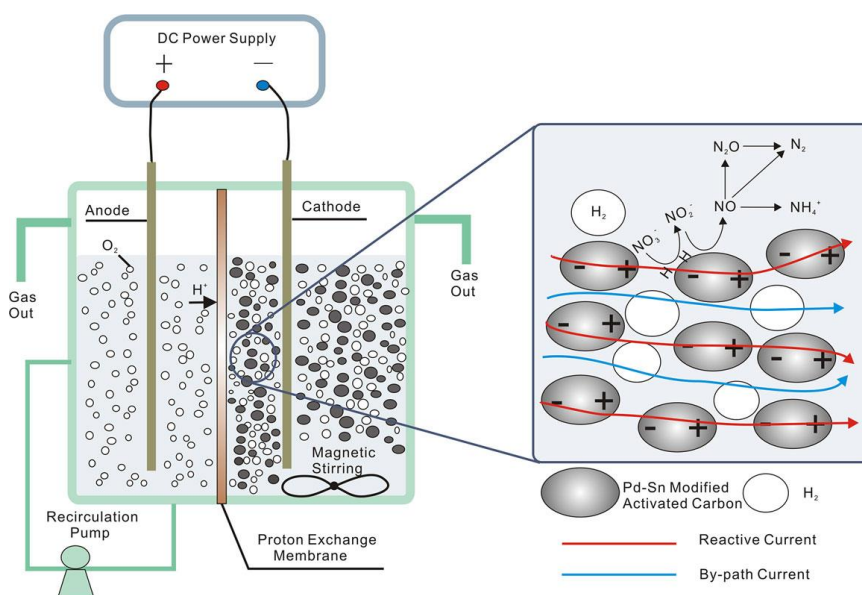 DC Power Supply
+
−
Anode
Cathode
O₂
H⁺
Gas
Out
Gas
Out
Magnetic
Stirring
Recirculation
Pump
Proton Exchange
Membrane
N₂O
N₂
H₂
NO₃⁻
NO₂⁻
NO
NH₄⁺
H
H
- +
- +
- +
- +
- +
- +
- +
- +
- +
Pd-Sn Modified
Activated Carbon
H₂
Reactive Current
By-path Current